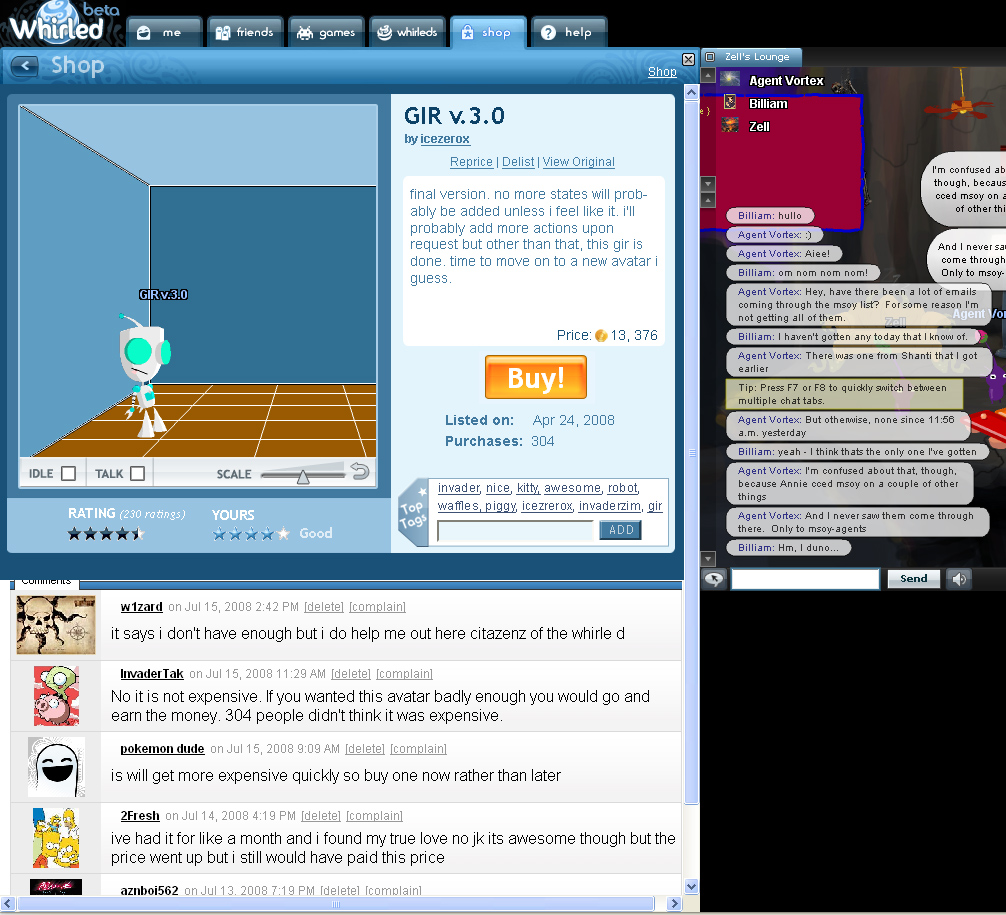 beta
Whirled
me
friends
games
whirleds
shop
help
Shop
Shop
GIR v.3.0
GIR v.3.0
by icezerox
Reprice | Delist | View Original
final version. no more states will prob-
ably be added unless i feel like it. i'll
probably add more actions upon
request but other than that, this gir is
done. time to move on to a new avatar i
guess.
Price: 13, 376
Buy!
Listed on: Apr 24, 2008
Purchases: 304
IDLE
TALK
SCALE
RATING (230 ratings)
YOURS
Good
Top
Tags
invader, nice, kitty, awesome, robot,
waffles, piggy, icezrerox, invaderzim, gir
ADD
Comments
w1zard on Jul 15, 2008 2:42 PM [delete] [complain]
it says i don't have enough but i do help me out here citazenz of the whirle d
InvaderTak on Jul 15, 2008 11:29 AM [delete] [complain]
No it is not expensive. If you wanted this avatar badly enough you would go and
earn the money. 304 people didn't think it was expensive.
pokemon dude on Jul 15, 2008 9:09 AM [delete] [complain]
is will get more expensive quickly so buy one now rather than later
2Fresh on Jul 14, 2008 4:19 PM [delete] [complain]
ive had it for like a month and i found my true love no jk its awesome though but the
price went up but i still would have paid this price
aznboi562 on Jul 13, 2008 7:19 PM [delete] [complain]
Zell's Lounge
Agent Vortex
Billiam
Zell
I'm confused abo
though, becaus
cced msoy on a
of other thi
And I never saw
come through
Only to msoy-
Agent Vor
Zell
Billiam: hullo
Agent Vortex: :)
Agent Vortex: Aiee!
Billiam: om nom nom nom!
Agent Vortex: Hey, have there been a lot of emails
coming through the msoy list? For some reason I'm
not getting all of them.
Billiam: I haven't gotten any today that I know of.
Agent Vortex: There was one from Shanti that I got
earlier
Tip: Press F7 or F8 to quickly switch between
multiple chat tabs.
Agent Vortex: But otherwise, none since 11:56
a.m. yesterday
Billiam: yeah - I think thats the only one I've gotten
Agent Vortex: I'm confused about that, though,
because Annie cced msoy on a couple of other
things
Agent Vortex: And I never saw them come through
there. Only to msoy-agents
Billiam: Hm, I duno...
Send